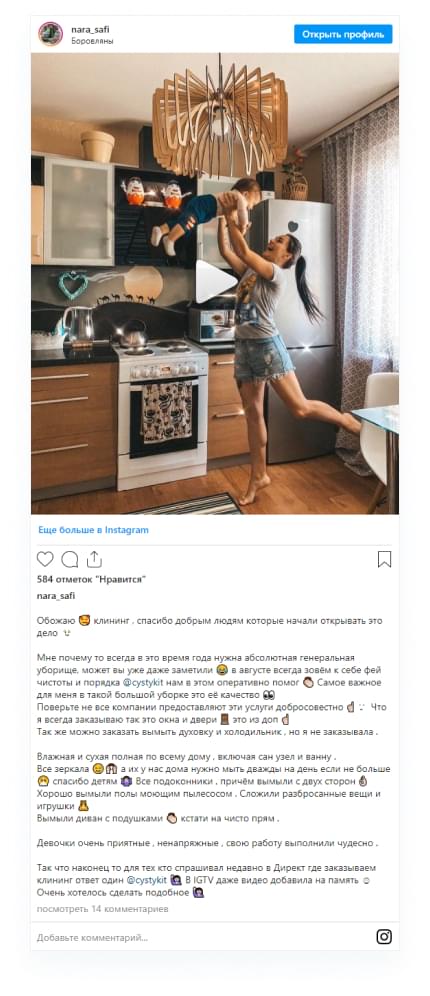 nara_safi
Боровляны
Открыть профиль
Еще больше в Instagram
584 отметок "Нравится"
nara_safi
Обожаю 🥰 клининг , спасибо добрым людям которые начали открывать это
дело
Мне почему то всегда в это время года нужна абсолютная генеральная
уборище, может вы уже даже заметили 😂 в августе всегда зовём к себе фей
чистоты и порядка @cystykit нам в этом оперативно помог 👏🏻 Самое важное
для меня в такой большой уборке это её качество 👀
Поверьте не все компании предоставляют эти услуги добросовестно ☝🏻 Что
я всегда заказываю так это окна и двери 🚪 это из доп ☝🏻
Так же можно заказать вымыть духовку и холодильник , но я не заказывала .
Влажная и сухая полная по всему дому , включая сан узел и ванну .
Все зеркала а их у нас дома нужно мыть дважды на день если не больше
😁 спасибо детям Все подоконники , причём вымыли с двух сторон 👌🏻
Хорошо вымыли полы моющим пылесосом . Сложили разбросанные вещи и
игрушки 🧸
Вымыли диван с подушками 👏🏻 кстати на чисто прям .
Девочки очень приятные , ненапряжные , свою работу выполнили чудесно .
Так что наконец то для тех кто спрашивал недавно в Директ где заказываем
клининг ответ один @cystykit 🙋🏻‍♀️ В IGTV даже видео добавила на память ☺
Очень хотелось сделать подобное 🙋🏻‍♀️
посмотреть 14 комментариев
Добавьте комментарий...